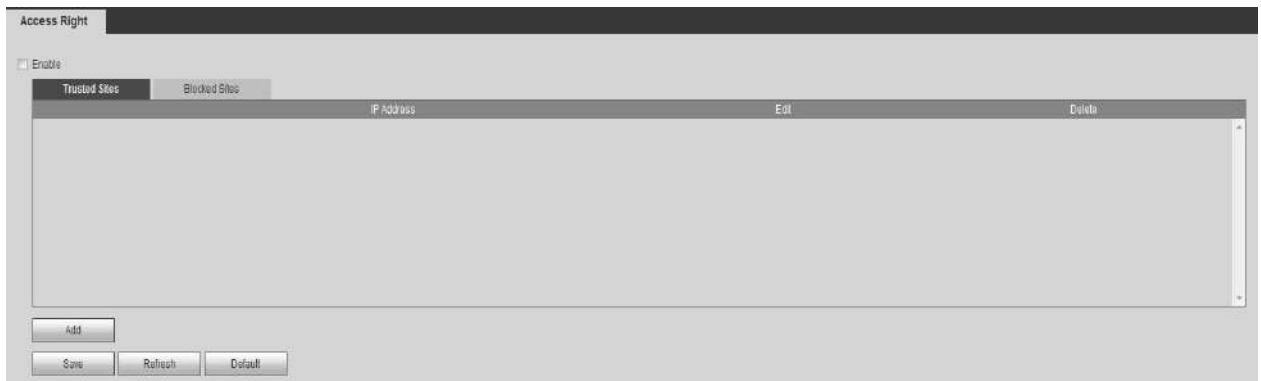 Access Right
Enable
Trusted Sites Blocked Sites
IP Address Edit Delete
Add
Save Refresh Default